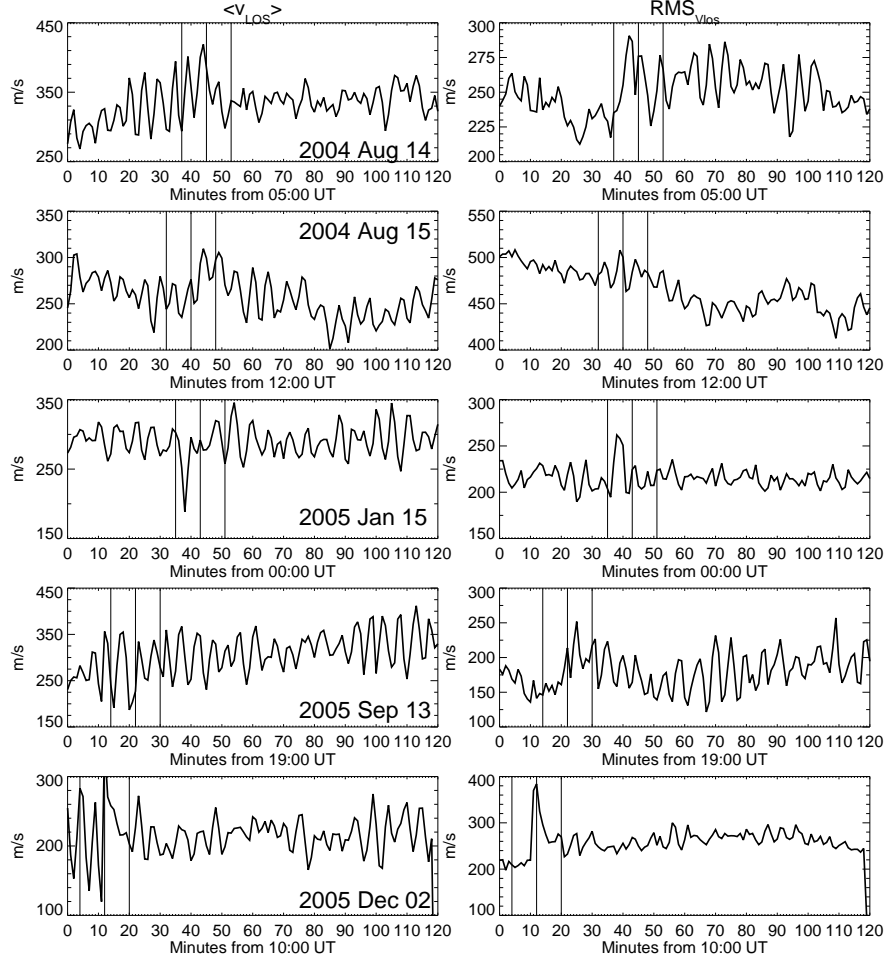 <v_LOS> RMS_Vlos
450
350
250
m/s
2004 Aug 14
0 10 20 30 40 50 60 70 80 90 100 110 120
Minutes from 05:00 UT
300
275
250
225
200
m/s
0 10 20 30 40 50 60 70 80 90 100 110 120
Minutes from 05:00 UT
350
300
250
200
m/s
2004 Aug 15
0 10 20 30 40 50 60 70 80 90 100 110 120
Minutes from 12:00 UT
550
500
450
400
m/s
0 10 20 30 40 50 60 70 80 90 100 110 120
Minutes from 12:00 UT
350
250
150
m/s
2005 Jan 15
0 10 20 30 40 50 60 70 80 90 100 110 120
Minutes from 00:00 UT
300
250
200
150
m/s
0 10 20 30 40 50 60 70 80 90 100 110 120
Minutes from 00:00 UT
450
350
250
150
m/s
2005 Sep 13
0 10 20 30 40 50 60 70 80 90 100 110 120
Minutes from 19:00 UT
300
250
200
150
100
m/s
0 10 20 30 40 50 60 70 80 90 100 110 120
Minutes from 19:00 UT
300
200
100
m/s
2005 Dec 02
0 10 20 30 40 50 60 70 80 90 100 110 120
Minutes from 10:00 UT
400
300
200
100
m/s
0 10 20 30 40 50 60 70 80 90 100 110 120
Minutes from 10:00 UT